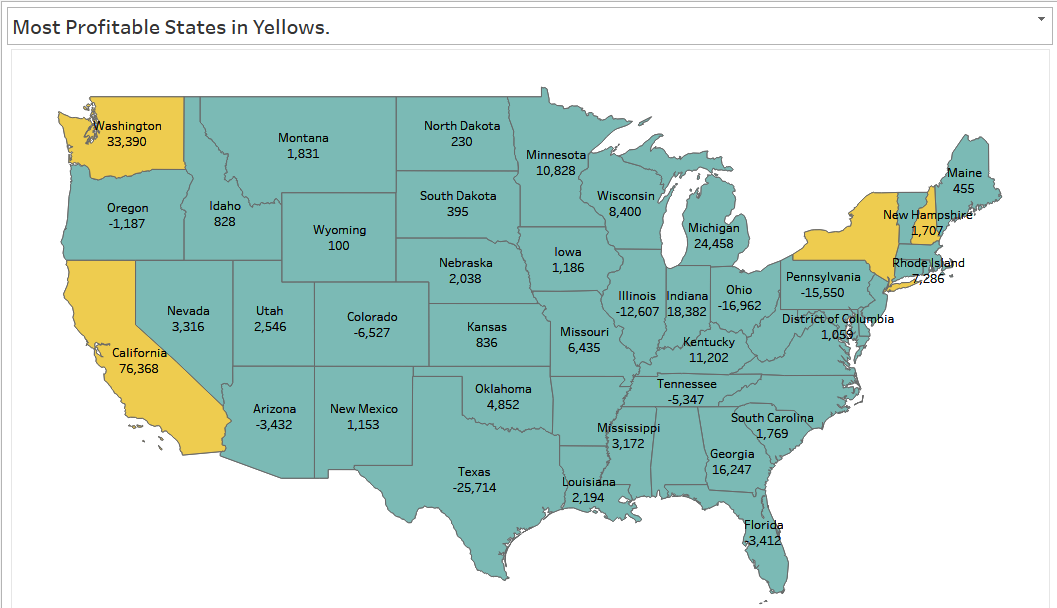 Most Profitable States in Yellows.
Washington
33,390
Montana
1,831
North Dakota
230
Minnesota
10,828
Maine
455
Oregon
-1,187
Idaho
828
Wyoming
100
South Dakota
395
Wisconsin
8,400
Michigan
24,458
New Hampshire
1,707
Nebraska
2,038
Iowa
1,186
Rhode Island
7,286
Nevada
3,316
Utah
2,546
Colorado
-6,527
Kansas
836
Missouri
6,435
Illinois
-12,607
Indiana
18,382
Ohio
-16,962
Pennsylvania
-15,550
District of Columbia
1,059
California
76,368
Kentucky
11,202
Arizona
-3,432
New Mexico
1,153
Oklahoma
4,852
Tennessee
-5,347
Mississippi
3,172
South Carolina
1,769
Georgia
16,247
Texas
-25,714
Louisiana
2,194
Florida
-3,412